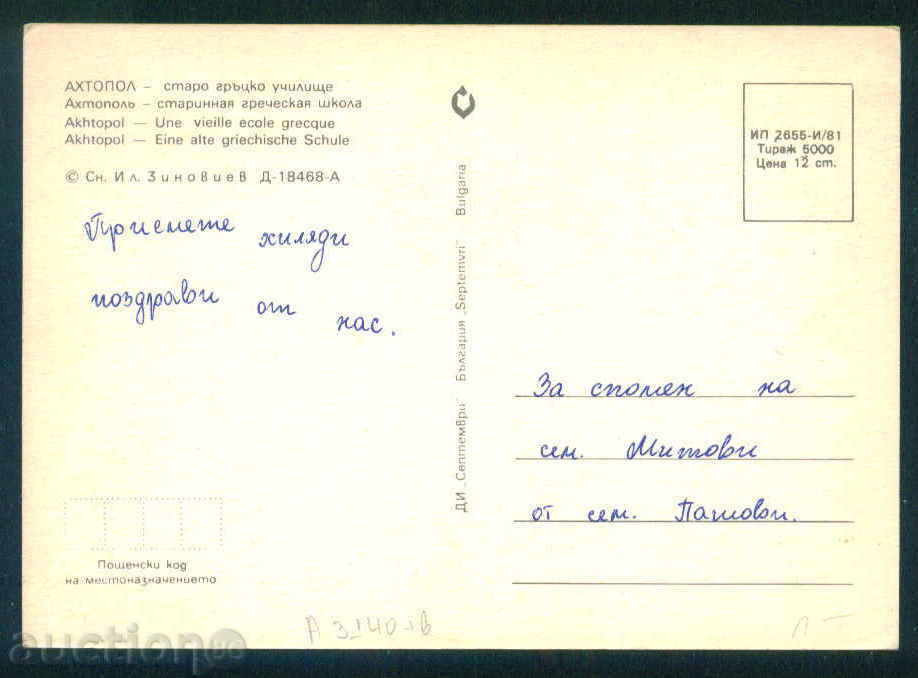 АХТОПОЛ – старо гръцко училище
Ахтополь – старинная греческая школа
Akhtopol — Une vieille ecole grecque
Akhtopol — Eine alte griechische Schule
© Сн. Ил. Зиновиев Д-18468-А
Приемете хиляди
поздрави от нас.
Пощенски код
на местоназначението
ДИ „Септември" България „Septemvri" Bulgaria
ИП 2655-И/81
Тираж 5000
Цена 12 ст.
За спомен на
сем. Митови
от сем. Пашови.
auction.bg